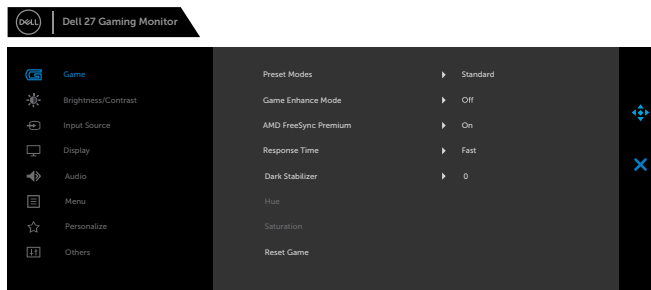 DELL Dell 27 Gaming Monitor
Game Preset Modes Standard
Brightness/Contrast Game Enhance Mode Off
Input Source AMD FreeSync Premium On
Display Response Time Fast
Audio Dark Stabilizer 0
Menu Hue
Personalize Saturation
Others Reset Game